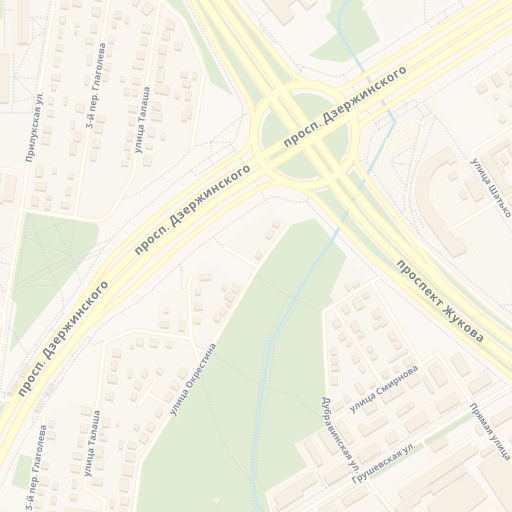 просп. Дзержинского
3-й пер. Глаголева
Прилукская ул.
улица Талаша
улица Шатько
просп. Дзержинского
проспект Жукова
просп. Дзержинского
улица Окрестина
улица Смирнова
Дубравинская ул.
Прямая улица
улица Талаша
3-й пер. Глаголева
Грушевская ул.